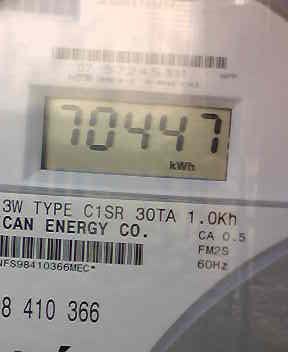 70447
kWh
3W TYPE C1SR 30TA 1.0Kh
CAN ENERGY CO.
CA 0.5
FM2S
60Hz
NFS98410366MEC*
8 410 366